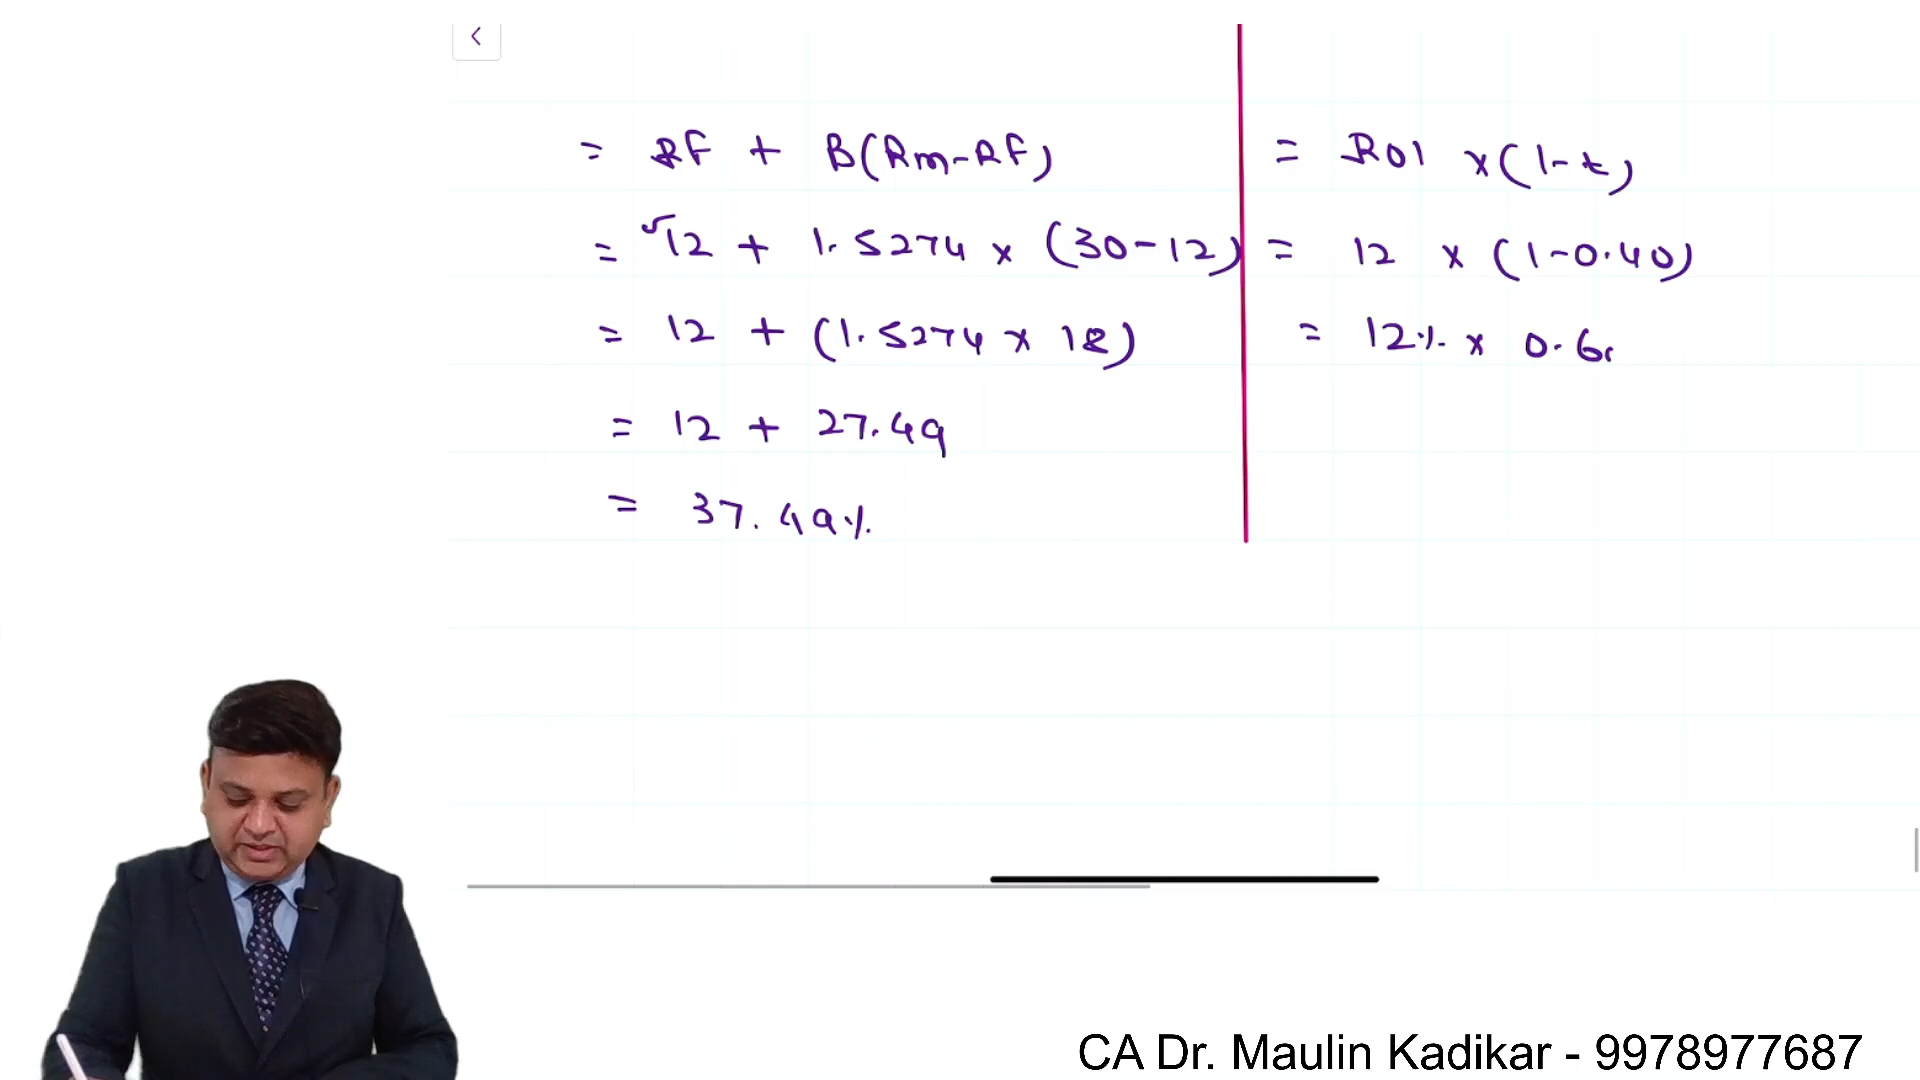 = RF + B(Rm-RF)
= 12 + 1.5274 x (30-12)
= 12 + (1.5274 x 18)
= 12 + 27.49
= 37.49%
= ROI x (1-t)
= 12 x (1-0.40)
= 12% x 0.60
CA Dr. Maulin Kadikar - 9978977687